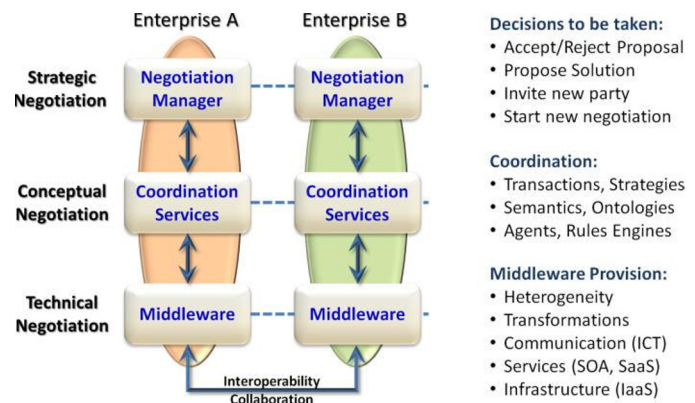 Enterprise A
Enterprise B
Strategic
Negotiation
Negotiation
Manager
Negotiation
Manager
Conceptual
Negotiation
Coordination
Services
Coordination
Services
Technical
Negotiation
Middleware
Middleware
Interoperability
Collaboration
Decisions to be taken:
• Accept/Reject Proposal
• Propose Solution
• Invite new party
• Start new negotiation
Coordination:
• Transactions, Strategies
• Semantics, Ontologies
• Agents, Rules Engines
Middleware Provision:
• Heterogeneity
• Transformations
• Communication (ICT)
• Services (SOA, SaaS)
• Infrastructure (IaaS)